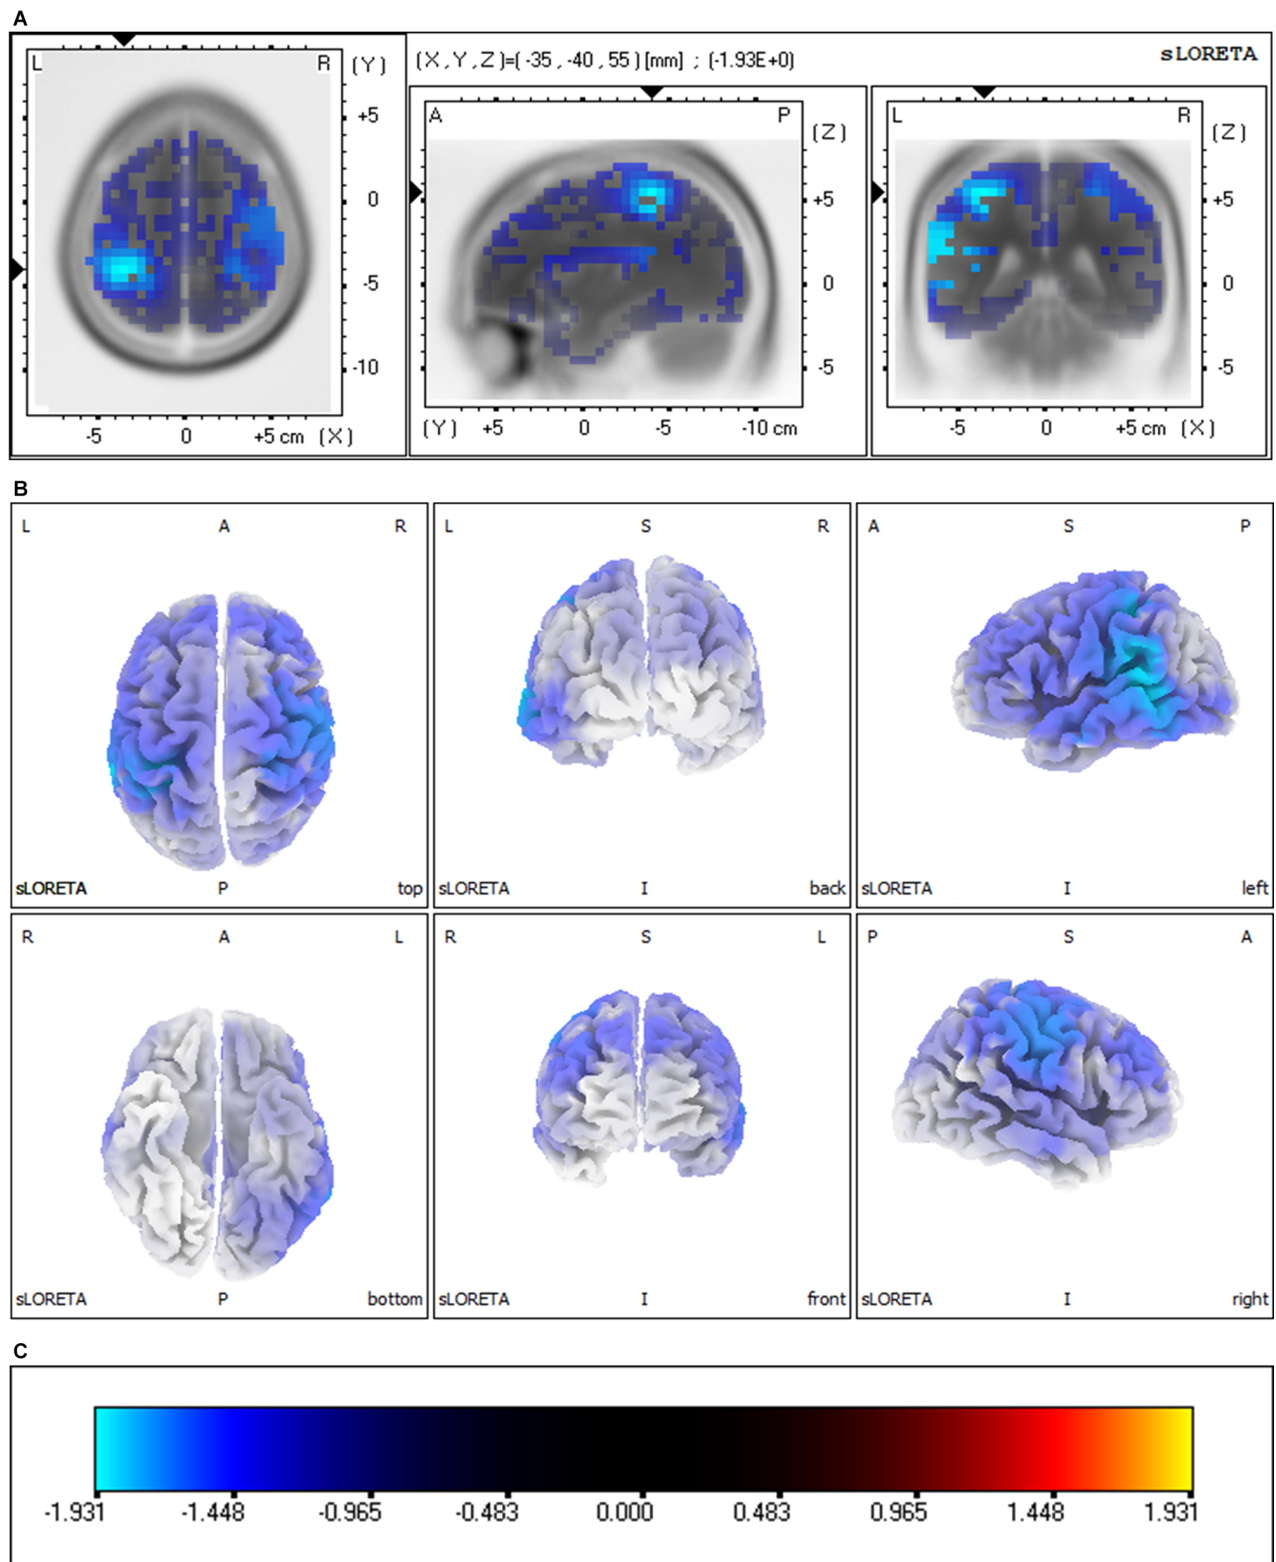 A
(X, Y, Z)=( -35 , -40 , 55 ) [mm] ; (-1.93E+0)
sLORETA
L R (Y)
+5
0
-5
-10
-5 0 +5 cm (X)
A P (Z)
+5
0
-5
(Y) +5 0 -5 -10 cm
L R (Z)
+5
0
-5
-5 0 +5 cm (X)
B
L A R
sLORETA P top
L S R
sLORETA I back
A S P
sLORETA I left
R A L
sLORETA P bottom
R S L
sLORETA I front
P S A
sLORETA I right
C
-1.931 -1.448 -0.965 -0.483 0.000 0.483 0.965 1.448 1.931